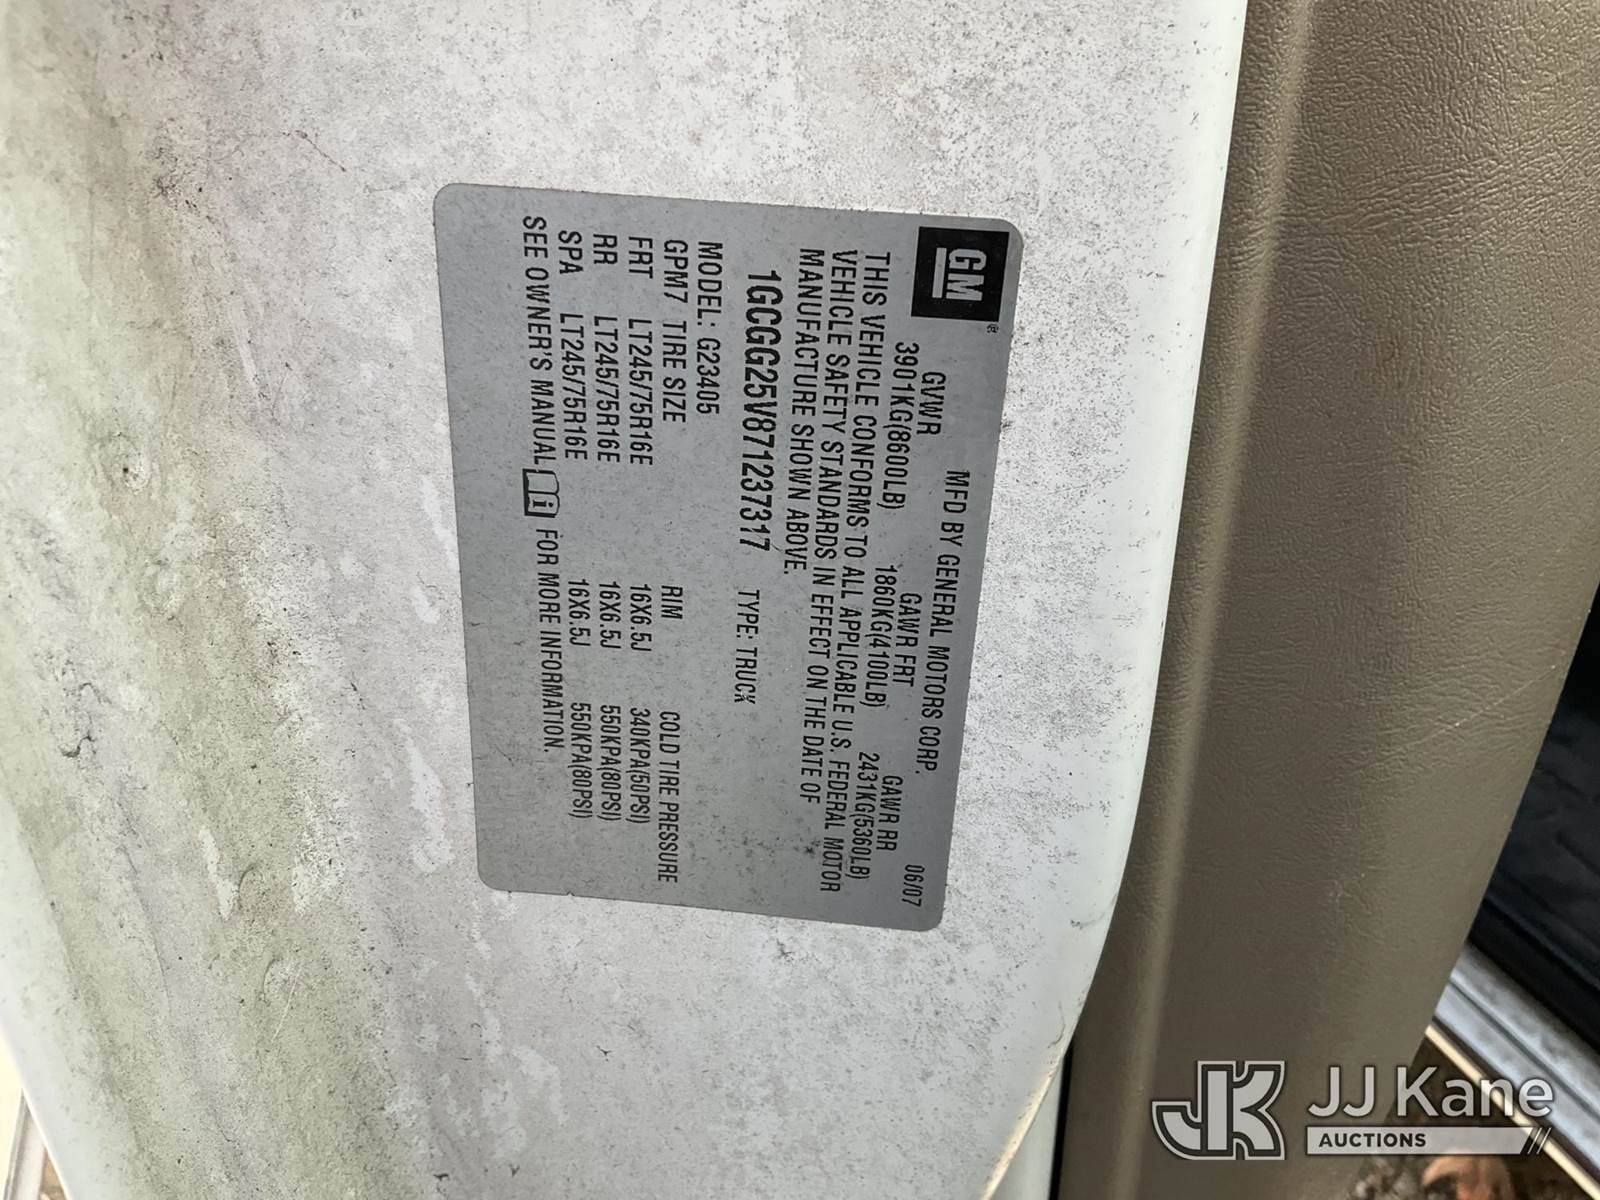 GM®
MFD BY GENERAL MOTORS CORP.
06/07
GVWR GAWR FRT GAWR RR
3901KG(8600LB) 1860KG(4100LB) 2431KG(5360LB)
THIS VEHICLE CONFORMS TO ALL APPLICABLE U.S. FEDERAL MOTOR
VEHICLE SAFETY STANDARDS IN EFFECT ON THE DATE OF
MANUFACTURE SHOWN ABOVE.
1GCGG25V871237317 TYPE: TRUCK
MODEL: G23405
GPM7 TIRE SIZE RIM COLD TIRE PRESSURE
FRT LT245/75R16E 16X6.5J 340KPA(50PSI)
RR LT245/75R16E 16X6.5J 550KPA(80PSI)
SPA LT245/75R16E 16X6.5J 550KPA(80PSI)
SEE OWNER'S MANUAL i FOR MORE INFORMATION.
JK JJ Kane
AUCTIONS